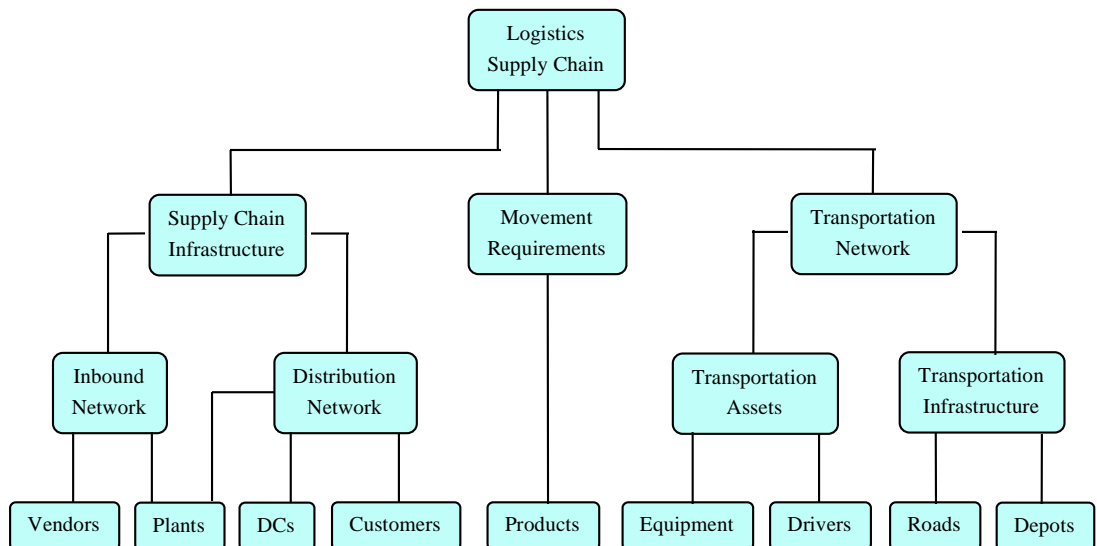 Logistics
Supply Chain
Supply Chain
Infrastructure
Movement
Requirements
Transportation
Network
Inbound
Network
Distribution
Network
Transportation
Assets
Transportation
Infrastructure
Vendors
Plants
DCs
Customers
Products
Equipment
Drivers
Roads
Depots